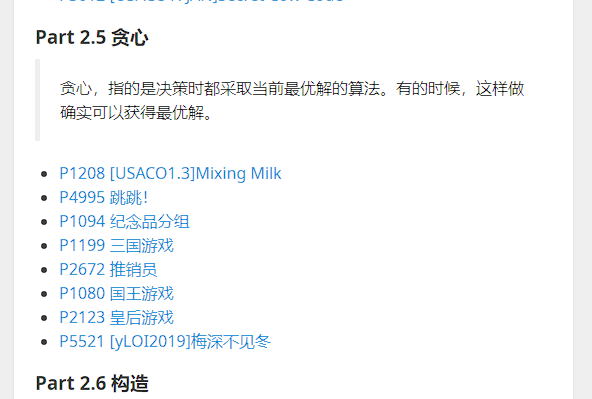 Part 2.5 贪心
贪心，指的是决策时都采取当前最优解的算法。有的时候，这样做
确实可以获得最优解。
P1208 [USACO1.3]Mixing Milk
P4995 跳跳！
P1094 纪念品分组
P1199 三国游戏
P2672 推销员
P1080 国王游戏
P2123 皇后游戏
P5521 [yLOI2019]梅深不见冬
Part 2.6 构造